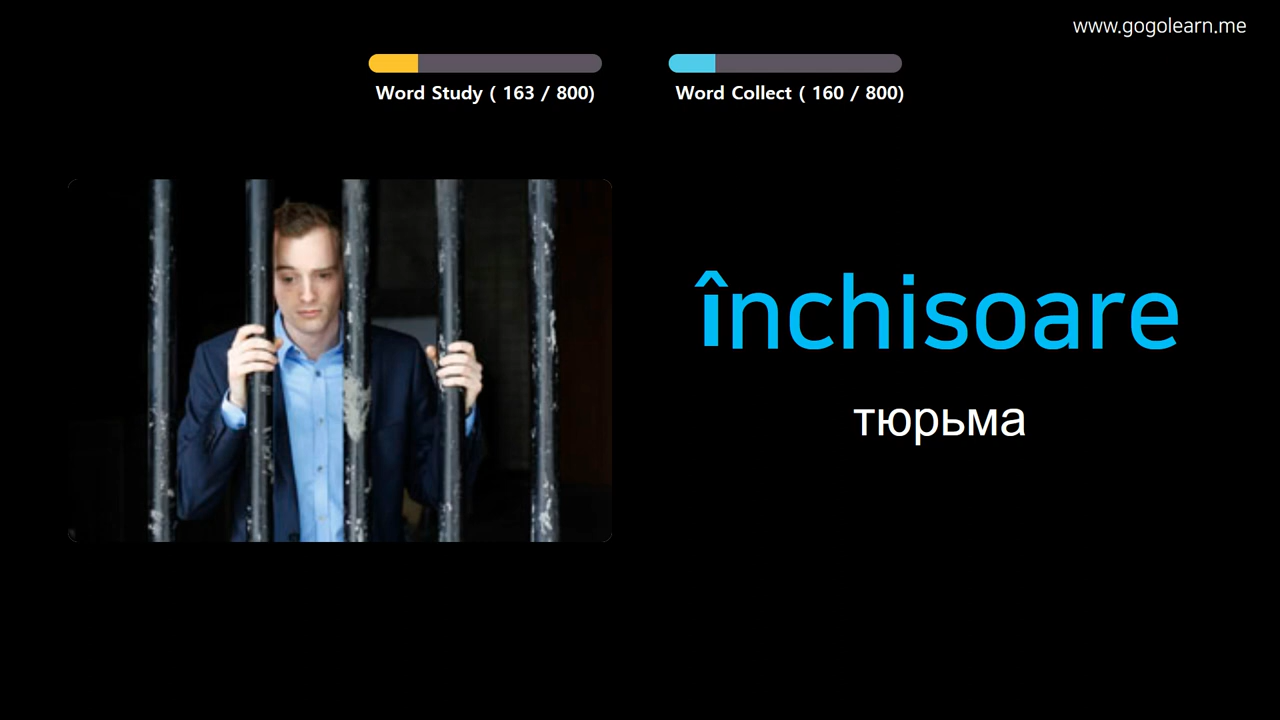 www.gogolearn.me
Word Study ( 163 / 800)
Word Collect ( 160 / 800)
închisoare
тюрьма